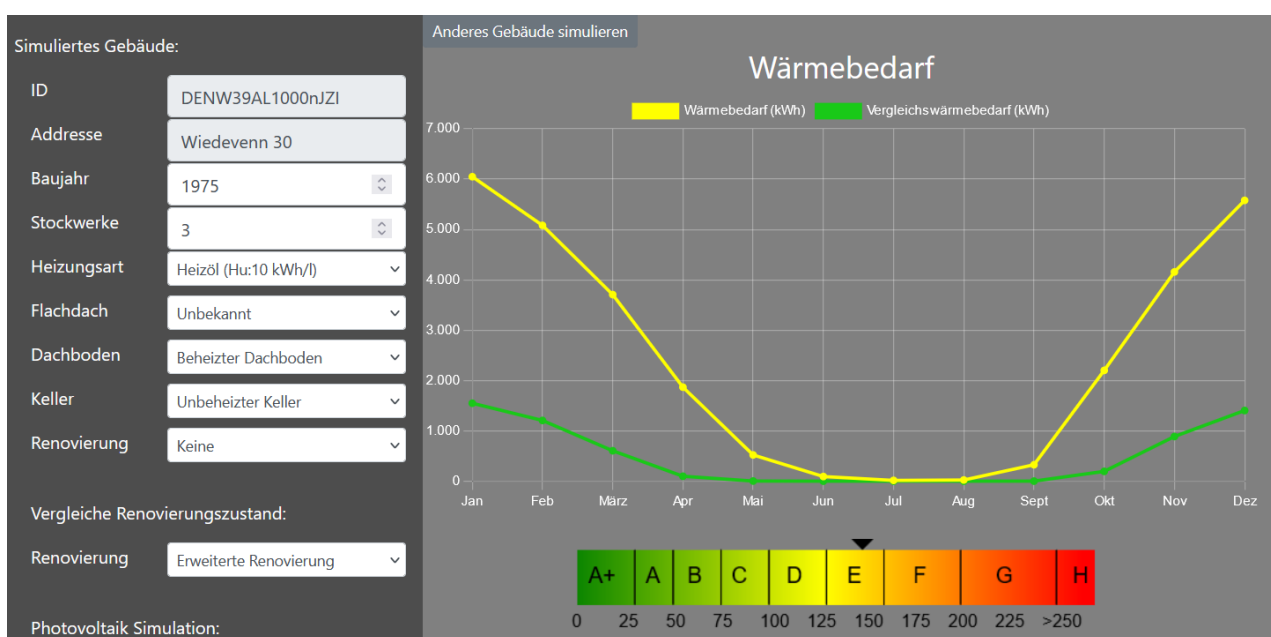 Simuliertes Gebäude:
ID DENW39AL1000nJZI
Addresse Wiedevenn 30
Baujahr 1975
Stockwerke 3
Heizungsart Heizöl (Hu:10 kWh/l)
Flachdach Unbekannt
Dachboden Beheizter Dachboden
Keller Unbeheizter Keller
Renovierung Keine
Vergleiche Renovierungszustand:
Renovierung Erweiterte Renovierung
Photovoltaik Simulation:
Anderes Gebäude simulieren
Wärmebedarf
Wärmebedarf (kWh) Vergleichswärmebedarf (kWh)
7.000
6.000
5.000
4.000
3.000
2.000
1.000
0
Jan Feb März Apr Mai Jun Jul Aug Sept Okt Nov Dez
A+ A B C D E F G H
0 25 50 75 100 125 150 175 200 225 >250